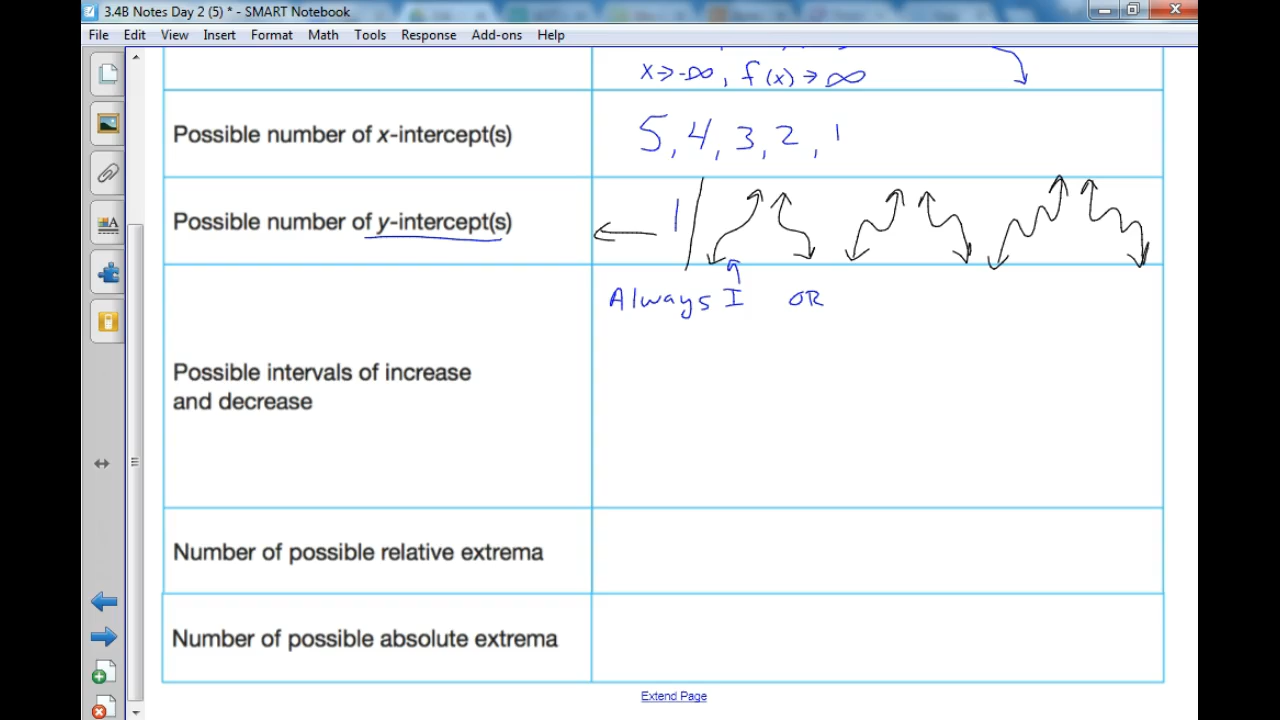 3.4B Notes Day 2 (5) * - SMART Notebook
File Edit View Insert Format Math Tools Response Add-ons Help
x→-∞, f(x)→∞
Possible number of x-intercept(s)
5, 4, 3, 2, 1
Possible number of y-intercept(s)
1
Always I OR
Possible intervals of increase
and decrease
Number of possible relative extrema
Number of possible absolute extrema
Extend Page